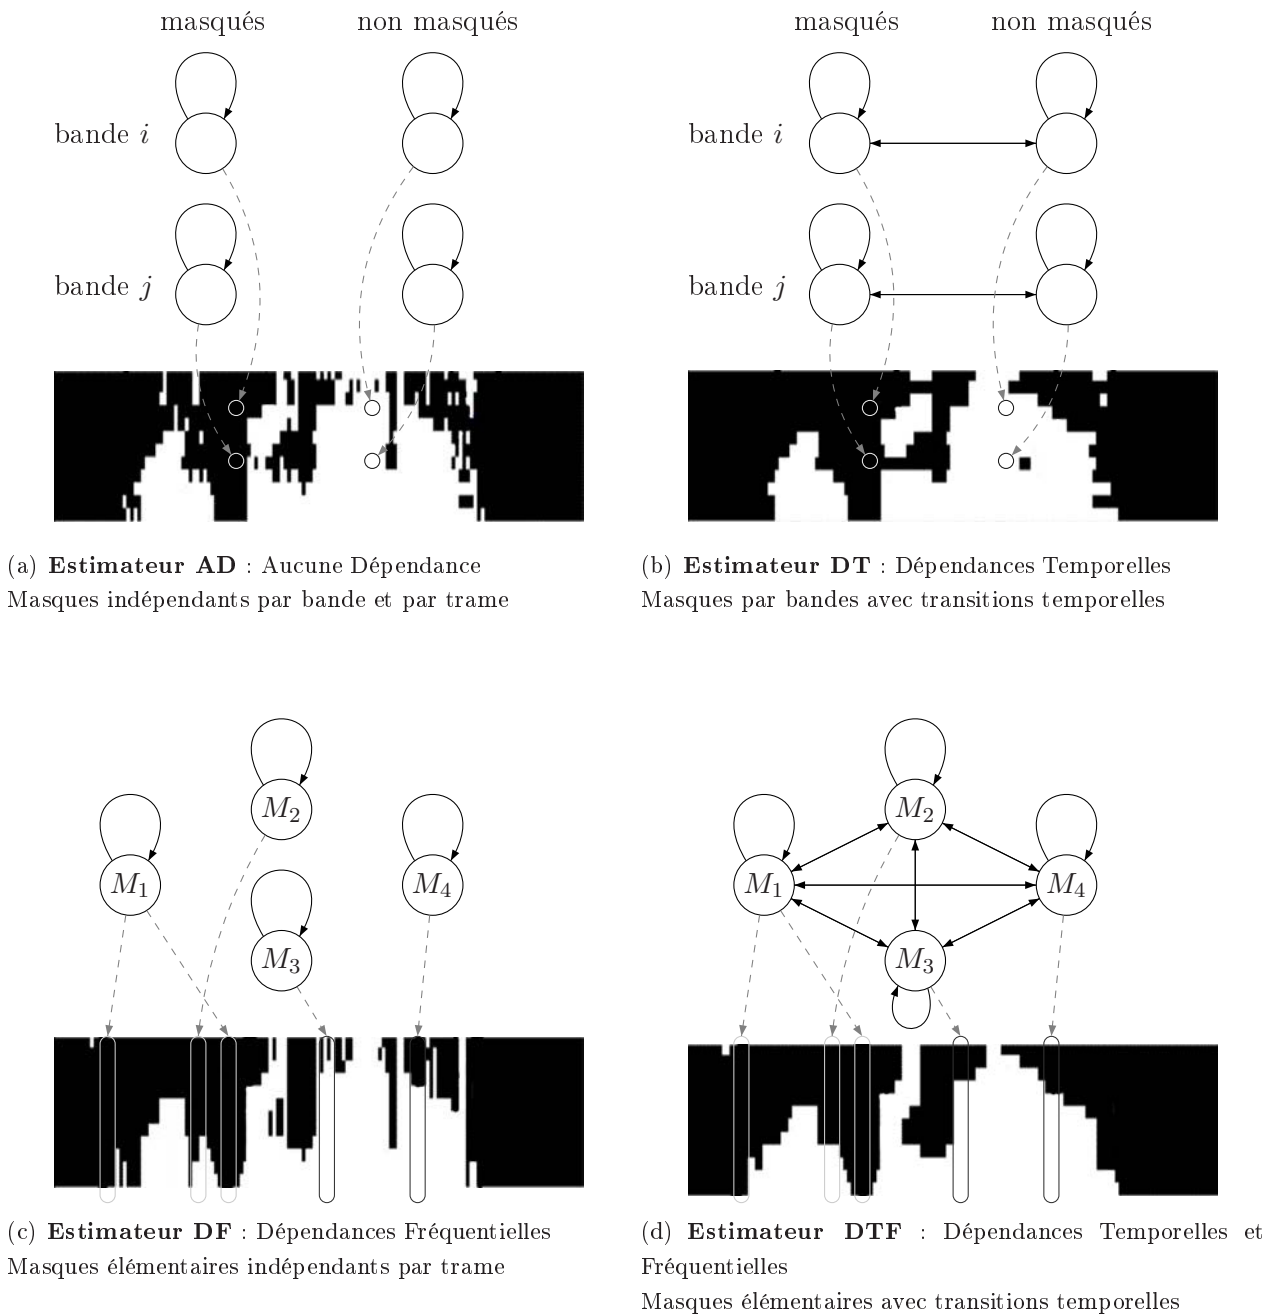 masqués non masqués
bande i
bande j
(a) Estimateur AD : Aucune Dépendance
Masques indépendants par bande et par trame
masqués non masqués
bande i
bande j
(b) Estimateur DT : Dépendances Temporelles
Masques par bandes avec transitions temporelles
M2
M1
M4
M3
(c) Estimateur DF : Dépendances Fréquentielles
Masques élémentaires indépendants par trame
M2
M1
M4
M3
(d) Estimateur DTF : Dépendances Temporelles et
Fréquentielles
Masques élémentaires avec transitions temporelles